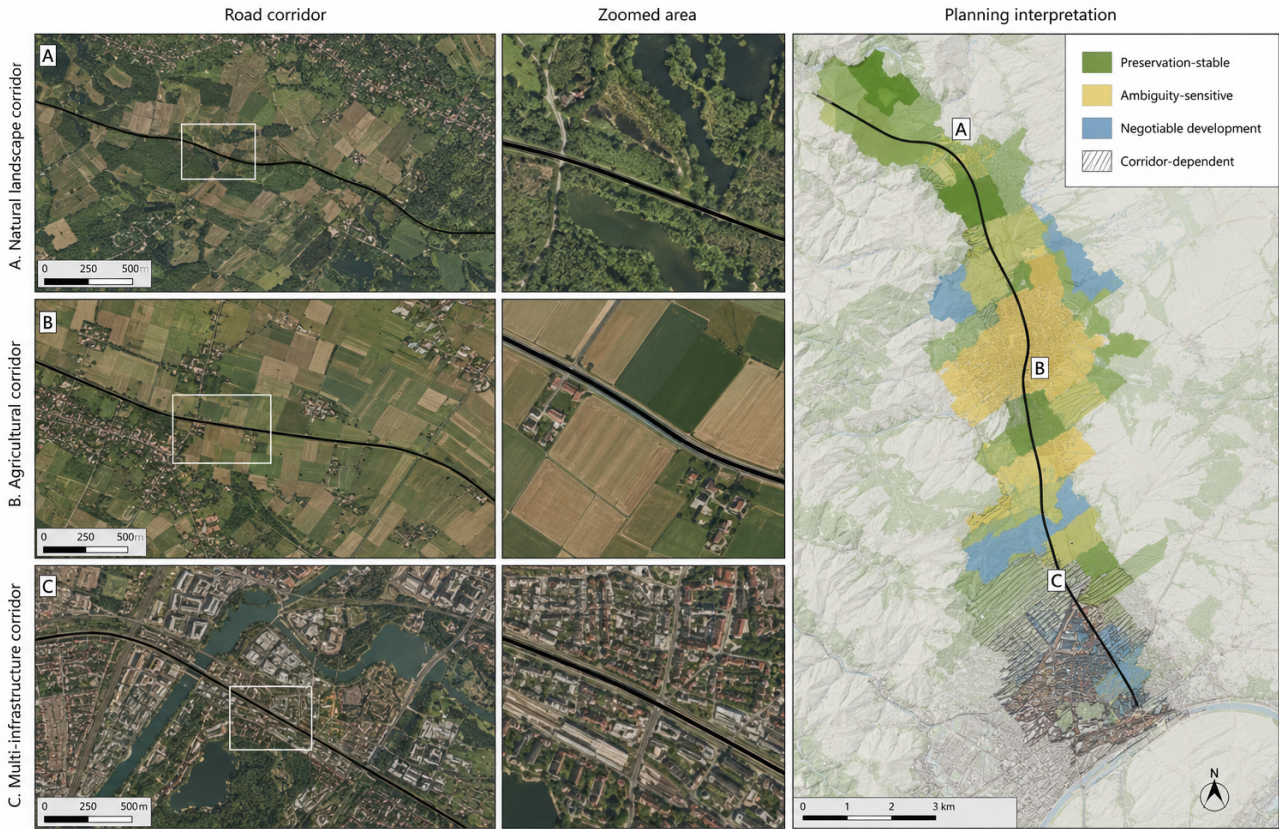 Road corridor
Zoomed area
Planning interpretation
A. Natural landscape corridor
A
0 250 500m
B. Agricultural corridor
B
0 250 500m
C. Multi-infrastructure corridor
C
0 250 500m
Preservation-stable
Ambiguity-sensitive
Negotiable development
Corridor-dependent
A
B
C
N
0 1 2 3 km